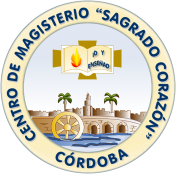 CENTRO DE MAGISTERIO "SAGRADO CORAZÓN"
CÓRDOBA